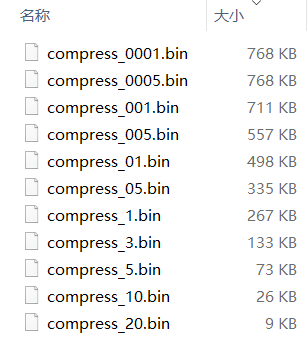 名称 大小
compress_0001.bin 768 KB
compress_0005.bin 768 KB
compress_001.bin 711 KB
compress_005.bin 557 KB
compress_01.bin 498 KB
compress_05.bin 335 KB
compress_1.bin 267 KB
compress_3.bin 133 KB
compress_5.bin 73 KB
compress_10.bin 26 KB
compress_20.bin 9 KB